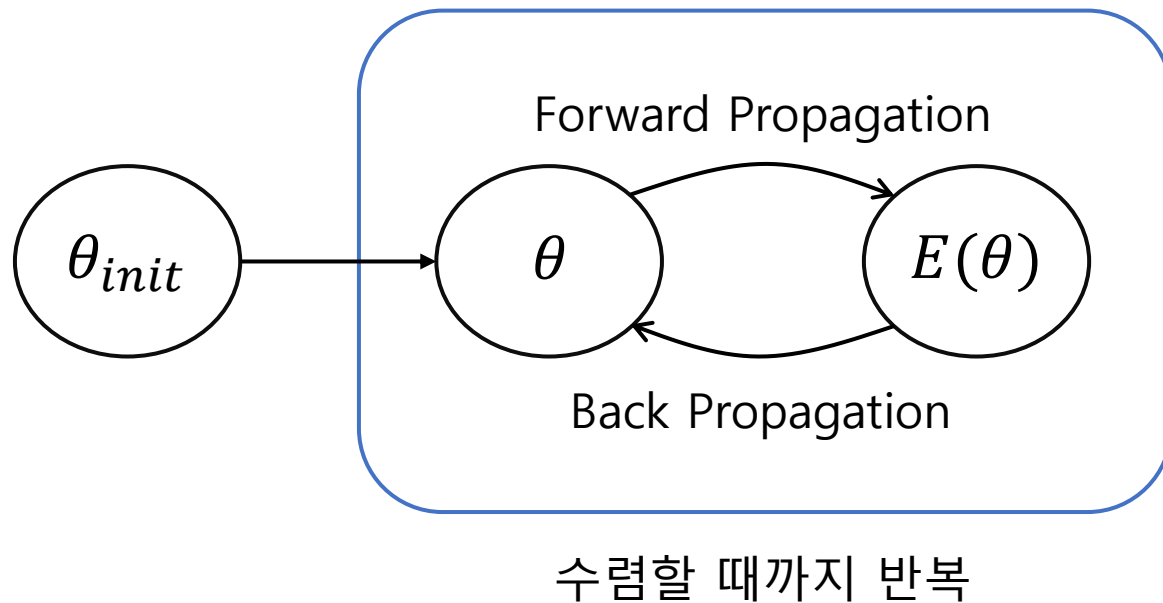 Forward Propagation
θ_init
θ
E(θ)
Back Propagation
수렴할 때까지 반복